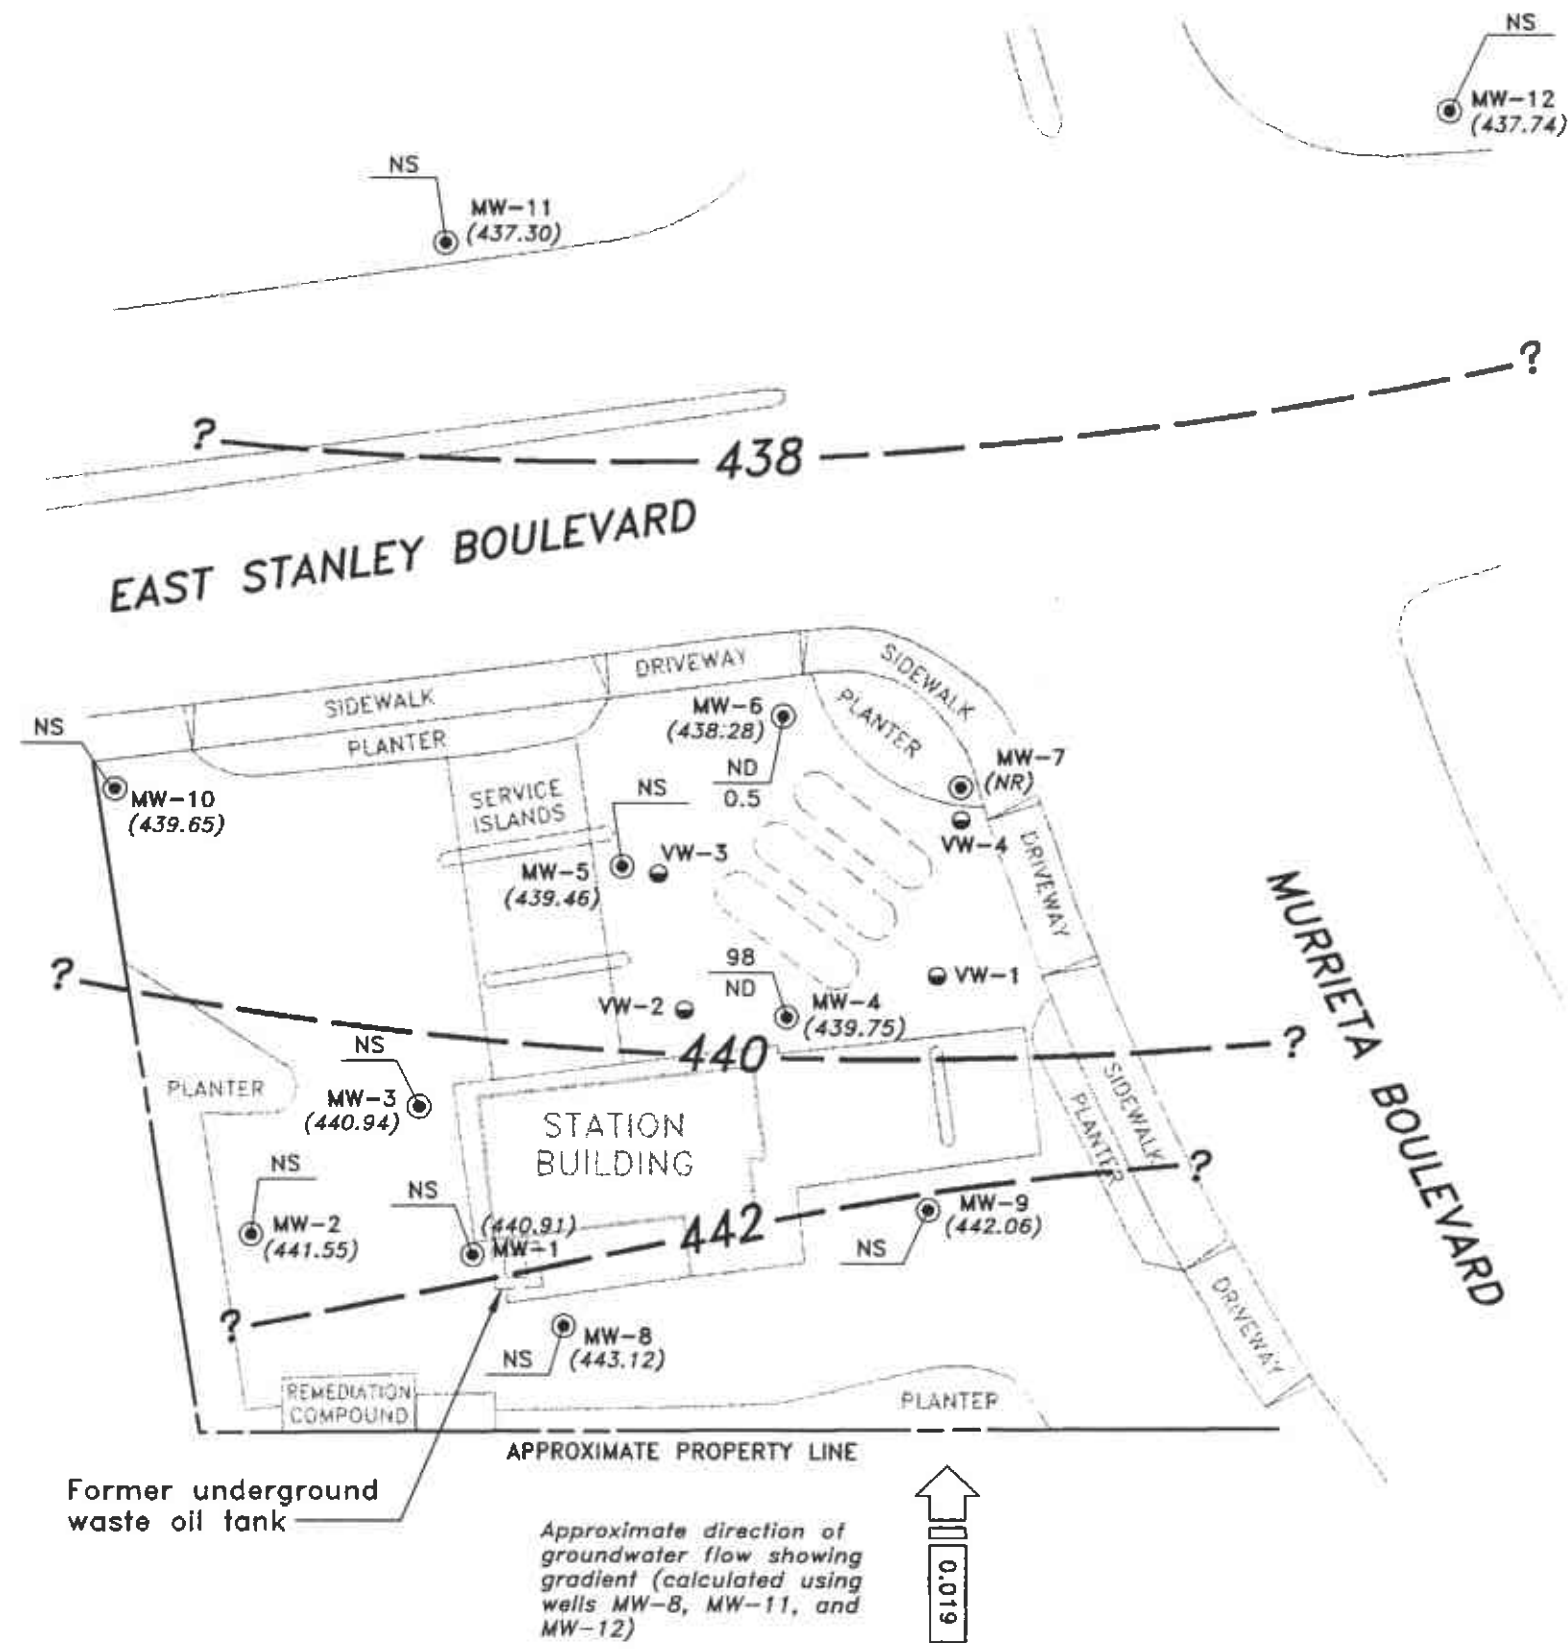 NS
MW-12
(437.74)
NS
MW-11
(437.30)
?
?
438
EAST STANLEY BOULEVARD
SIDEWALK
DRIVEWAY
SIDEWALK
PLANTER
PLANTER
NS
MW-10
(439.65)
MW-6
(438.28)
ND
0.5
MW-7
(NR)
VW-4
SERVICE
ISLANDS
NS
MW-5
(439.46)
VW-3
DRIVEWAY
MURRIETA BOULEVARD
?
98
ND
VW-1
VW-2
MW-4
(439.75)
440
?
NS
PLANTER
MW-3
(440.94)
STATION
BUILDING
SIDEWALK
PLANTER
?
NS
MW-2
(441.55)
NS
(440.91)
MW-1
442
MW-9
(442.06)
NS
?
DRIVEWAY
MW-8
(443.12)
NS
REMEDIATION
COMPOUND
PLANTER
APPROXIMATE PROPERTY LINE
Former underground
waste oil tank
Approximate direction of
groundwater flow showing
gradient (calculated using
wells MW-8, MW-11, and
MW-12)
0.019